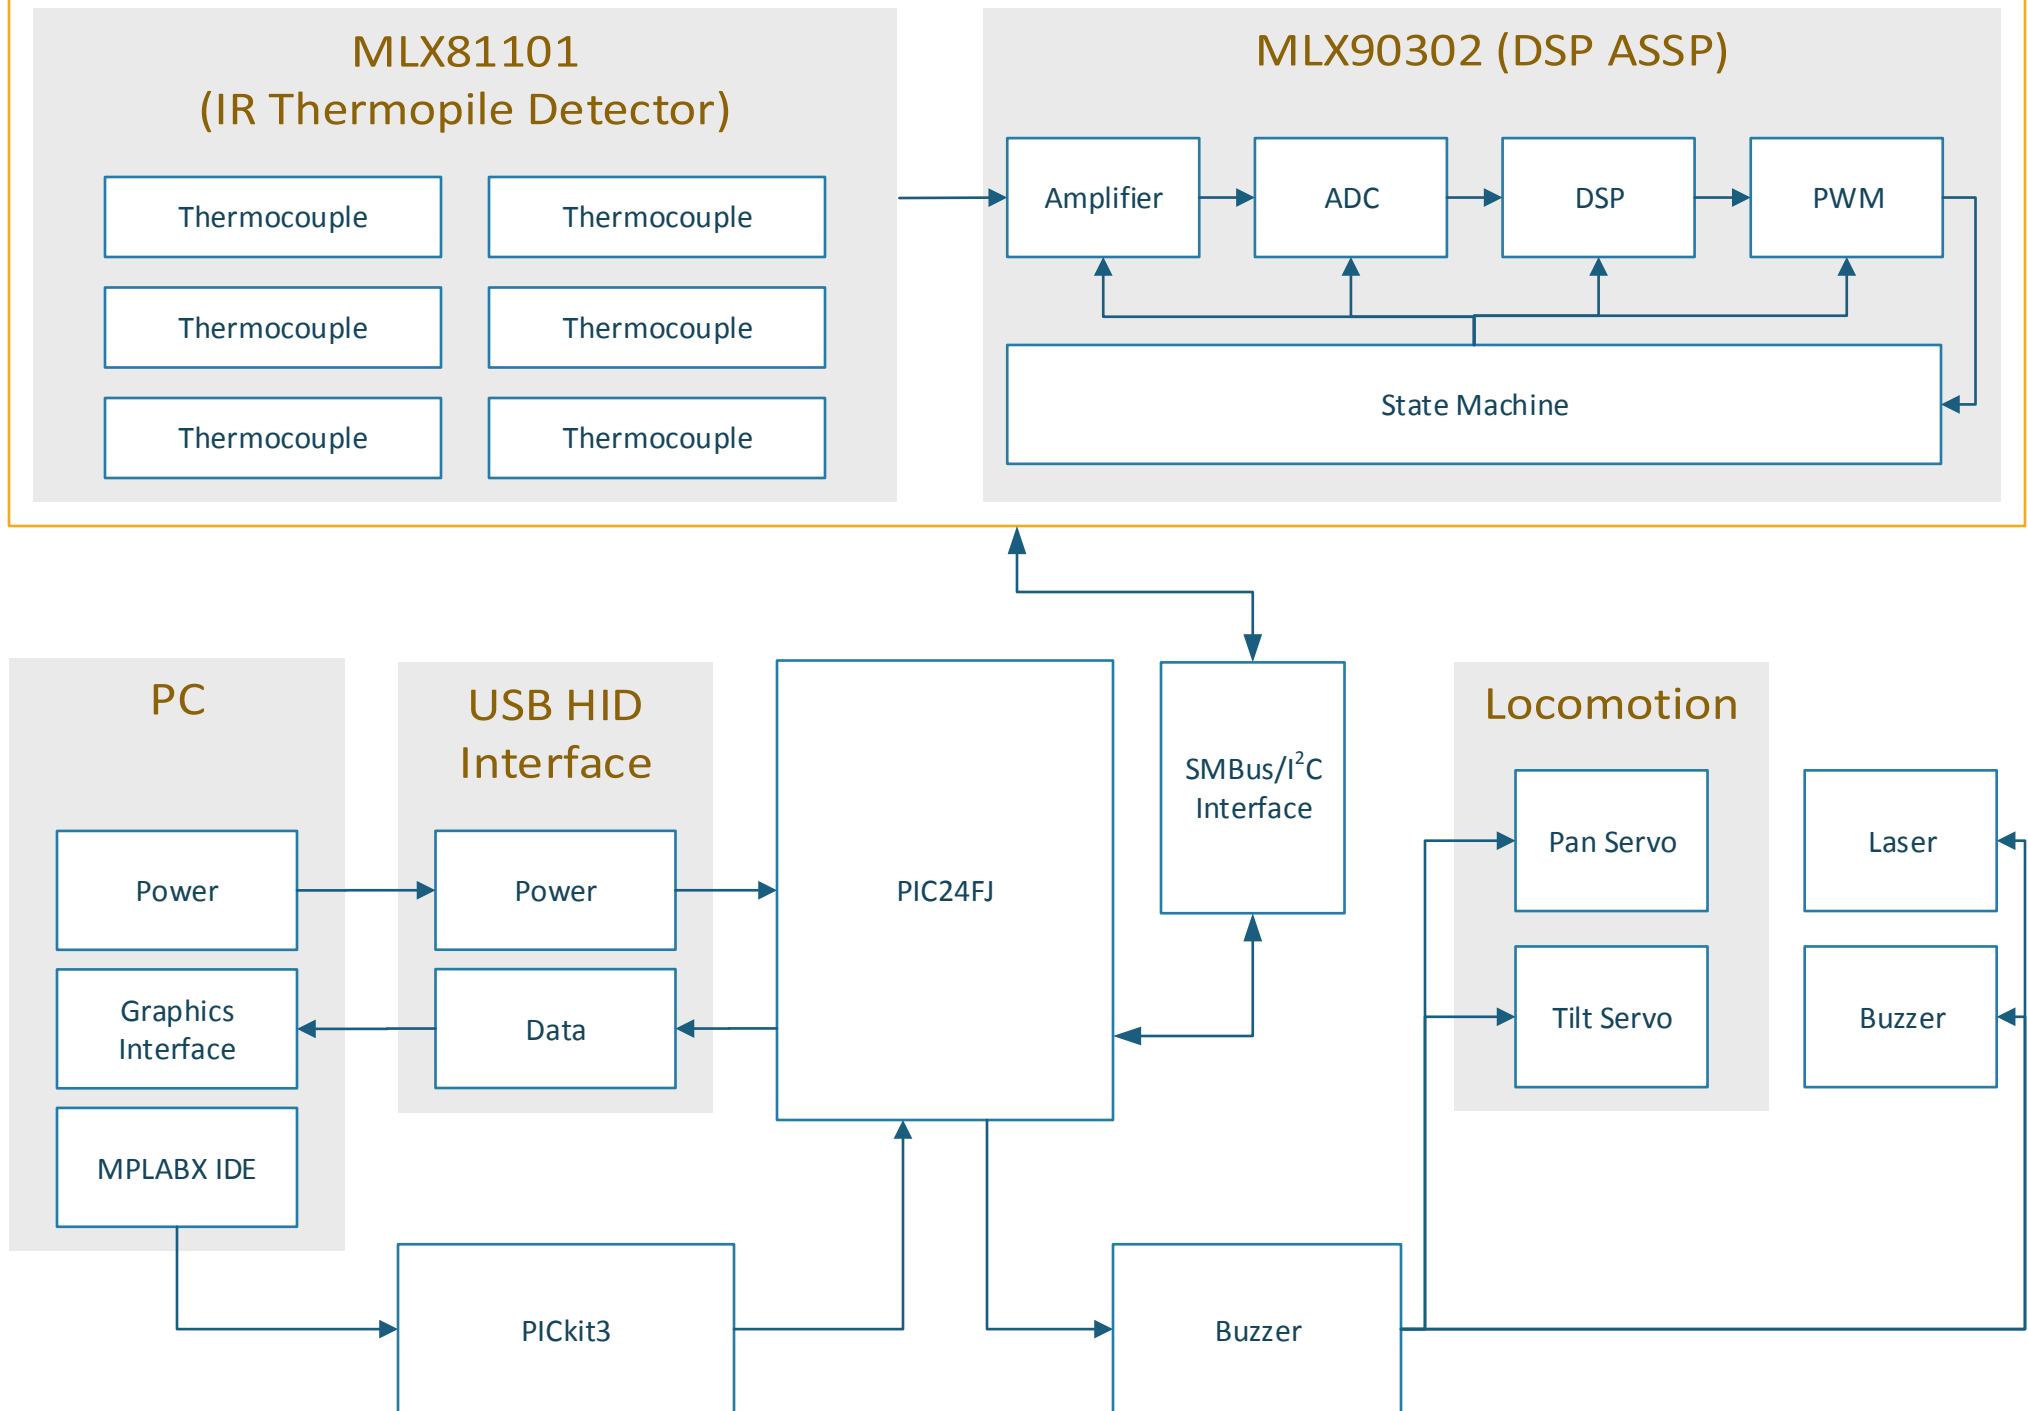 MLX81101
(IR Thermopile Detector)
Thermocouple
Thermocouple
Thermocouple
Thermocouple
Thermocouple
Thermocouple
MLX90302 (DSP ASSP)
Amplifier
ADC
DSP
PWM
State Machine
PC
Power
Graphics
Interface
MPLABX IDE
USB HID
Interface
Power
Data
PIC24FJ
SMBus/I²C
Interface
Locomotion
Pan Servo
Tilt Servo
Laser
Buzzer
PICkit3
Buzzer